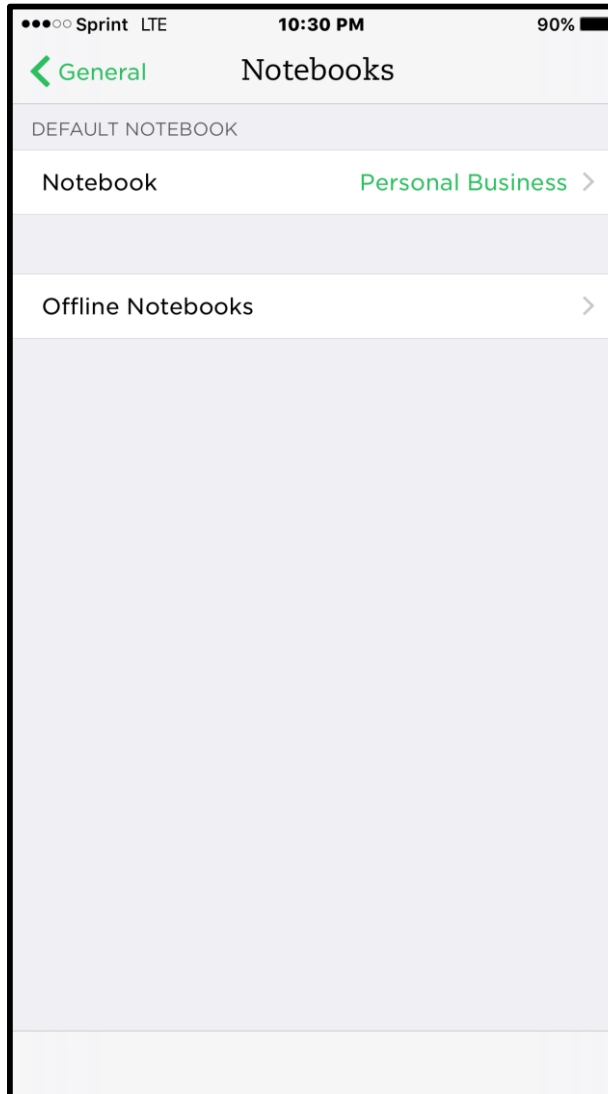 Sprint LTE 10:30 PM 90%
General Notebooks
DEFAULT NOTEBOOK
Notebook Personal Business
Offline Notebooks